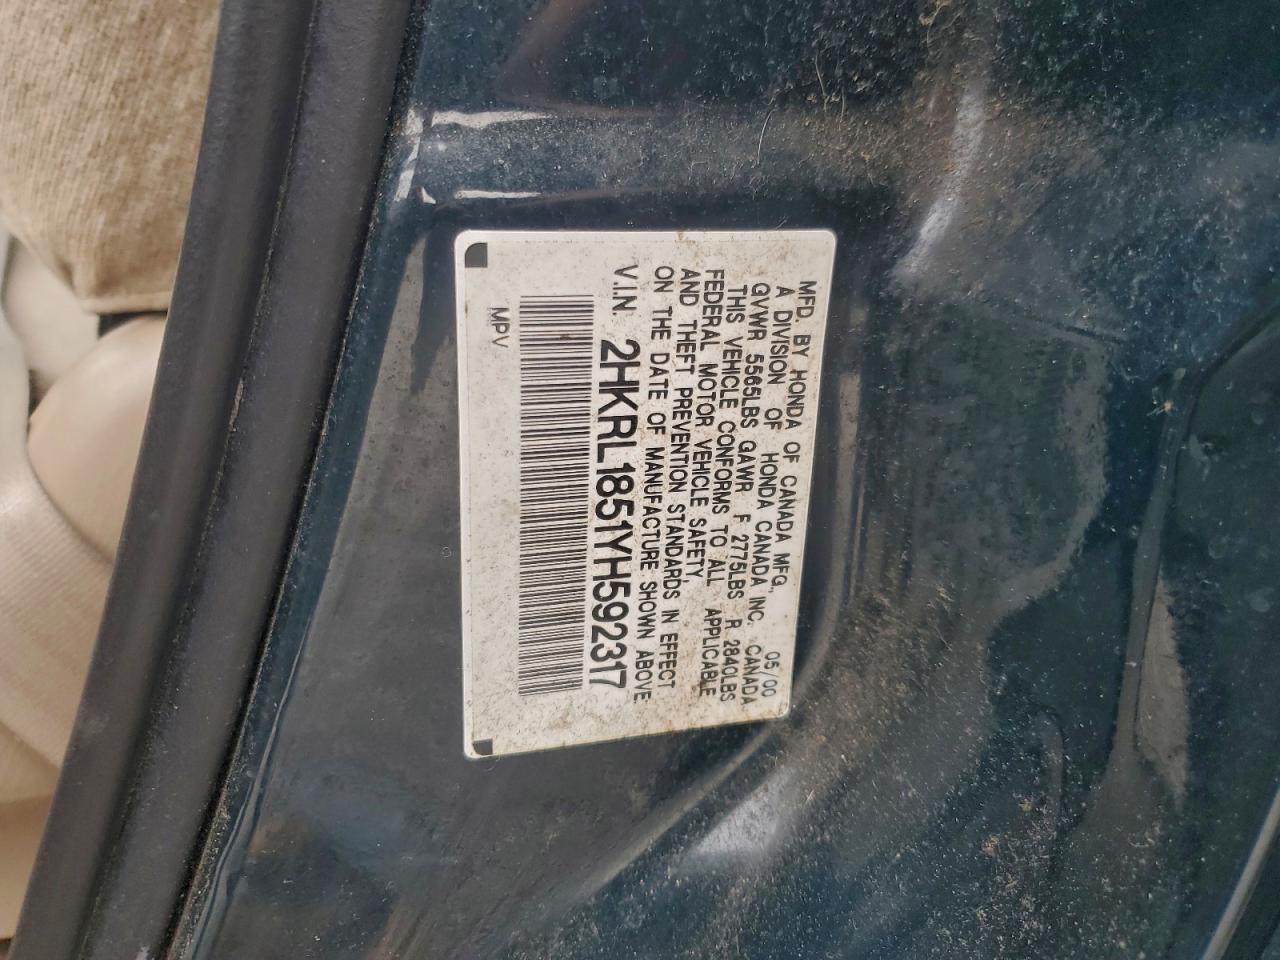 MFD. BY HONDA OF CANADA MFG., 05/00
A DIVISION OF HONDA CANADA INC. CANADA
GVWR 5565LBS GAWR F 2775LBS R 2840LBS
THIS VEHICLE CONFORMS TO ALL APPLICABLE
FEDERAL MOTOR VEHICLE SAFETY
AND THEFT PREVENTION STANDARDS IN EFFECT
ON THE DATE OF MANUFACTURE SHOWN ABOVE.
V.I.N. 2HKRL1851YH592317
MPV